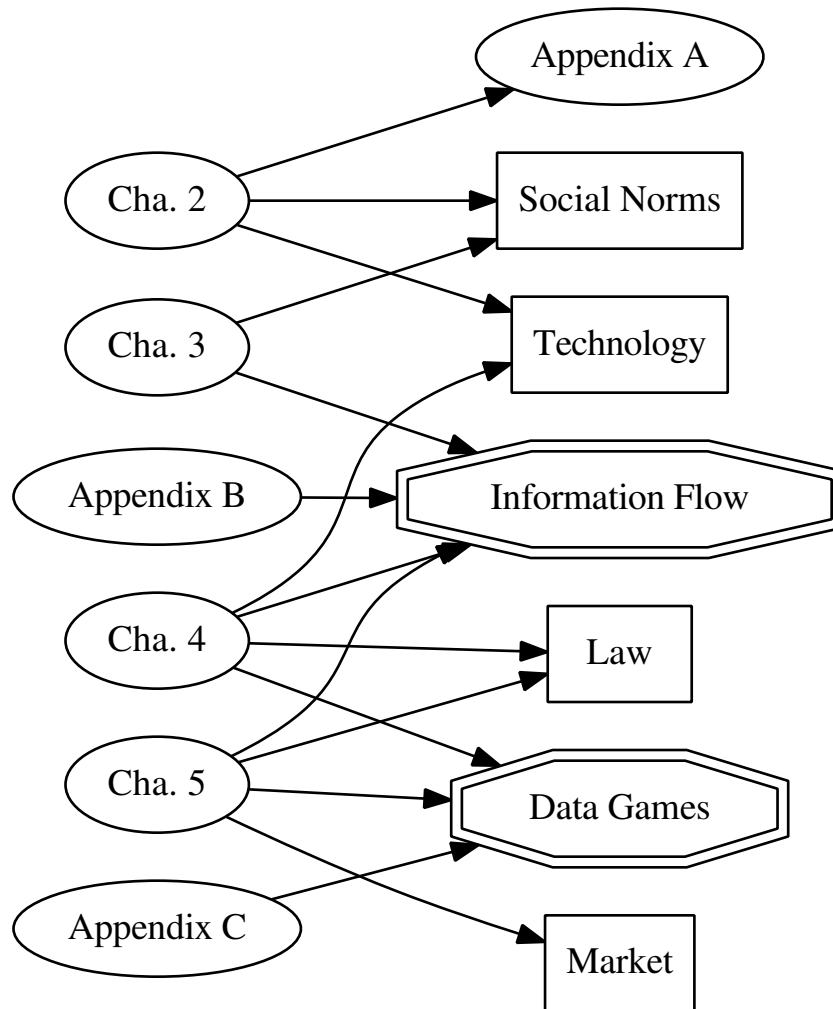 Appendix A
Cha. 2
Social Norms
Cha. 3
Technology
Appendix B
Information Flow
Cha. 4
Law
Cha. 5
Data Games
Appendix C
Market